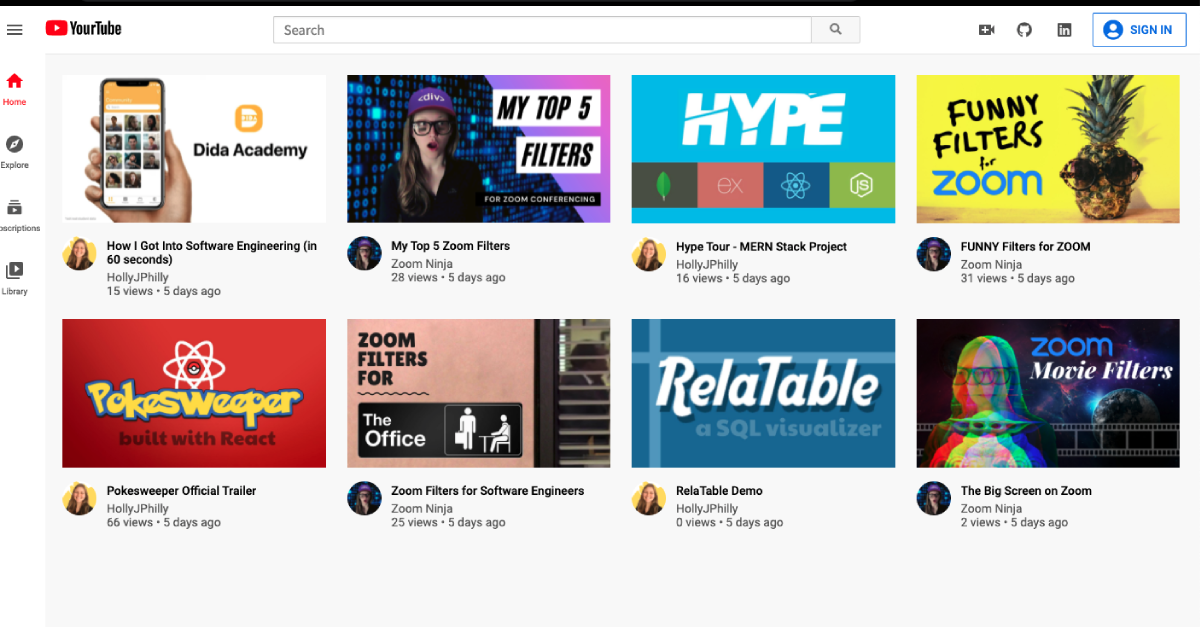 YourTube
Search
SIGN IN
Home
Explore
bscriptions
Library
Dida Academy
<div>
MY TOP 5
FILTERS
FOR ZOOM CONFERENCING
HYPE
ex
JS
FUNNY
FILTERS
for
zoom
How I Got Into Software Engineering (in
60 seconds)
HollyJPhilly
15 views • 5 days ago
My Top 5 Zoom Filters
Zoom Ninja
28 views • 5 days ago
Hype Tour - MERN Stack Project
HollyJPhilly
16 views • 5 days ago
FUNNY Filters for ZOOM
Zoom Ninja
31 views • 5 days ago
Pokesweeper
built with React
ZOOM
FILTERS
FOR
The
Office
RelaTable
a SQL visualizer
zoom
Movie Filters
Pokesweeper Official Trailer
HollyJPhilly
66 views • 5 days ago
Zoom Filters for Software Engineers
Zoom Ninja
25 views • 5 days ago
RelaTable Demo
HollyJPhilly
0 views • 5 days ago
The Big Screen on Zoom
Zoom Ninja
2 views • 5 days ago